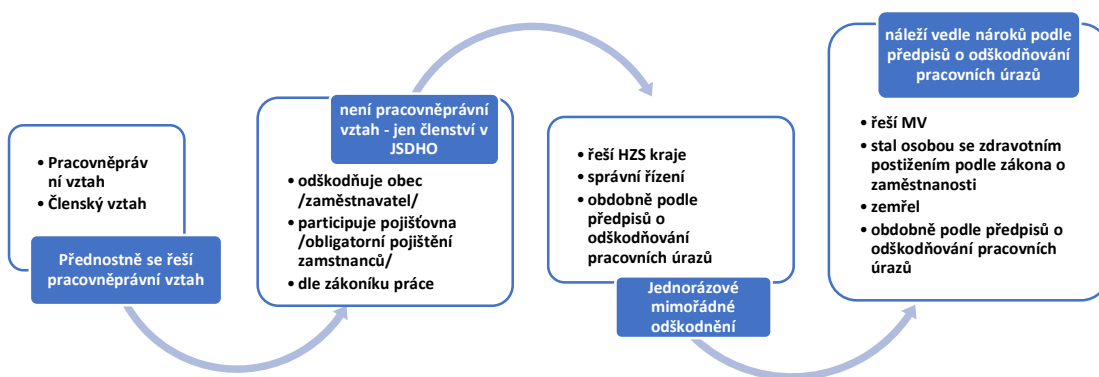 • Pracovněpráv
ní vztah
• Členský vztah
Přednostně se řeší
pracovněprávní vztah
není pracovněprávní
vztah - jen členství v
JSDHO
• odškodňuje obec
/zaměstnavatel/
• participuje pojišťovna
/obligatorní pojištění
zamstnanců/
• dle zákoníku práce
• řeší HZS kraje
• správní řízení
• obdobně podle
předpisů o
odškodňování
pracovních úrazů
Jednorázové
mimořádné
odškodnění
náleží vedle nároků podle
předpisů o odškodňování
pracovních úrazů
• řeší MV
• stal osobou se zdravotním
postižením podle zákona o
zaměstnanosti
• zemřel
• obdobně podle předpisů o
odškodňování pracovních
úrazů